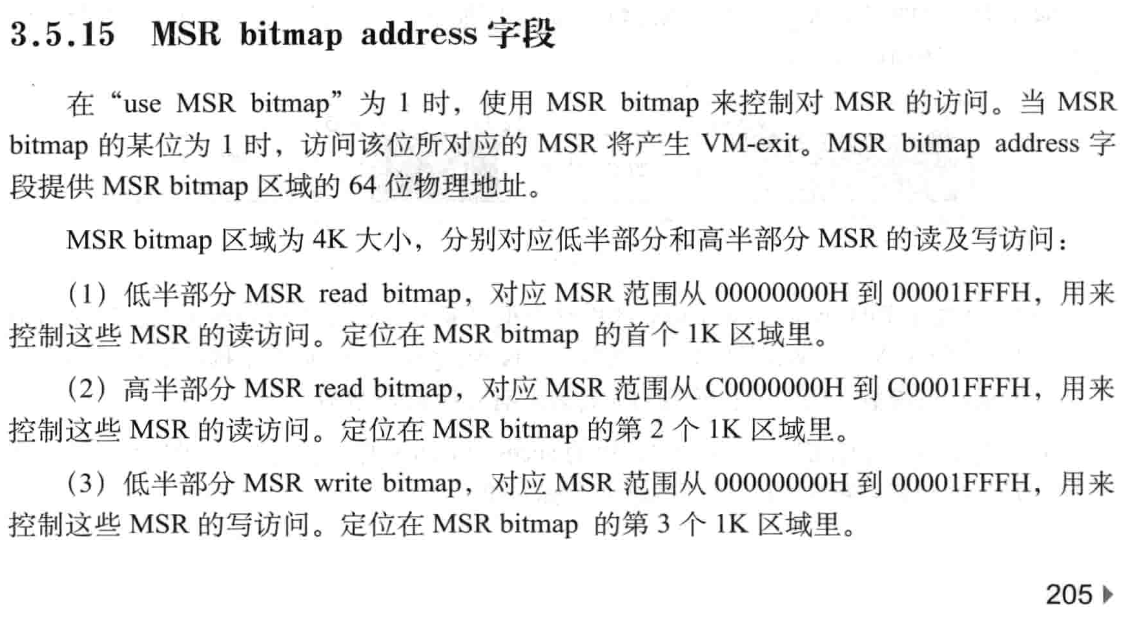 3.5.15 MSR bitmap address 字段
在“use MSR bitmap”为 1 时，使用 MSR bitmap 来控制对 MSR 的访问。当 MSR
bitmap 的某位为 1 时，访问该位所对应的 MSR 将产生 VM-exit。MSR bitmap address 字
段提供 MSR bitmap 区域的 64 位物理地址。
MSR bitmap 区域为 4K 大小，分别对应低半部分和高半部分 MSR 的读及写访问：
（1）低半部分 MSR read bitmap，对应 MSR 范围从 00000000H 到 00001FFFH，用来
控制这些 MSR 的读访问。定位在 MSR bitmap 的首个 1K 区域里。
（2）高半部分 MSR read bitmap，对应 MSR 范围从 C0000000H 到 C0001FFFH，用来
控制这些 MSR 的读访问。定位在 MSR bitmap 的第 2 个 1K 区域里。
（3）低半部分 MSR write bitmap，对应 MSR 范围从 00000000H 到 00001FFFH，用来
控制这些 MSR 的写访问。定位在 MSR bitmap 的第 3 个 1K 区域里。
205